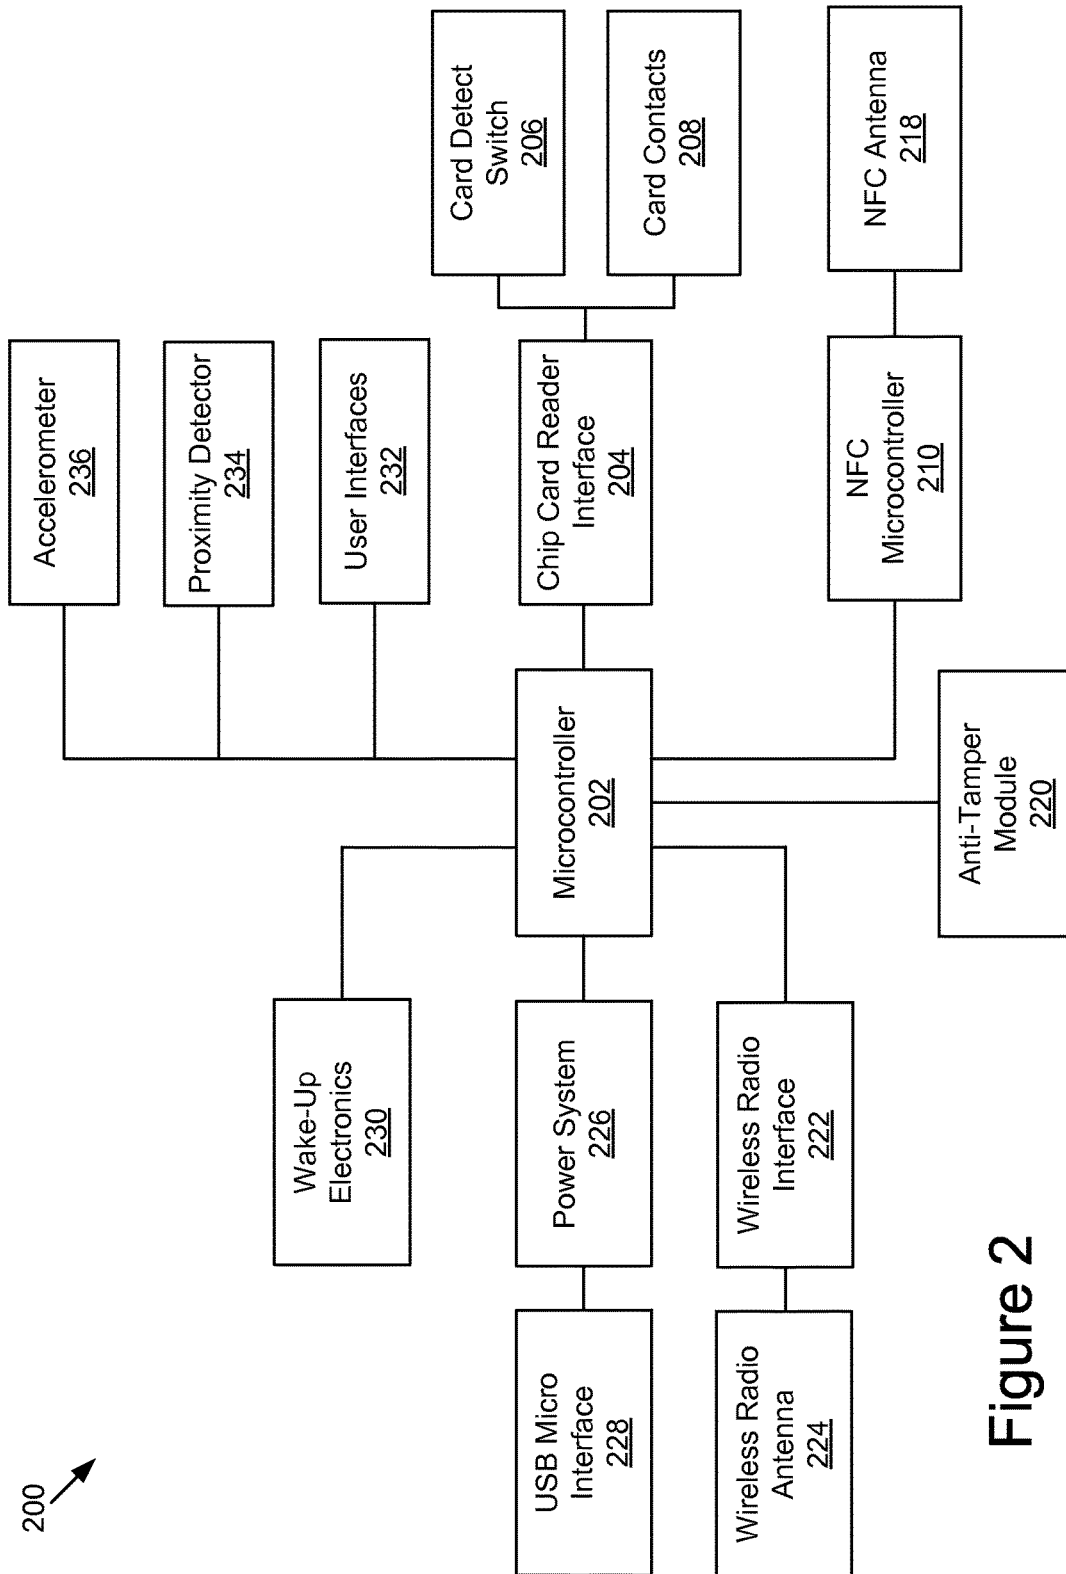 200
Accelerometer
236
Proximity Detector
234
User Interfaces
232
Wake-Up
Electronics
230
Card Detect
Switch
206
Card Contacts
208
USB Micro
Interface
228
Power System
226
Microcontroller
202
Chip Card Reader
Interface
204
Wireless Radio
Antenna
224
Wireless Radio
Interface
222
NFC
Microcontroller
210
NFC Antenna
218
Anti-Tamper
Module
220
Figure 2